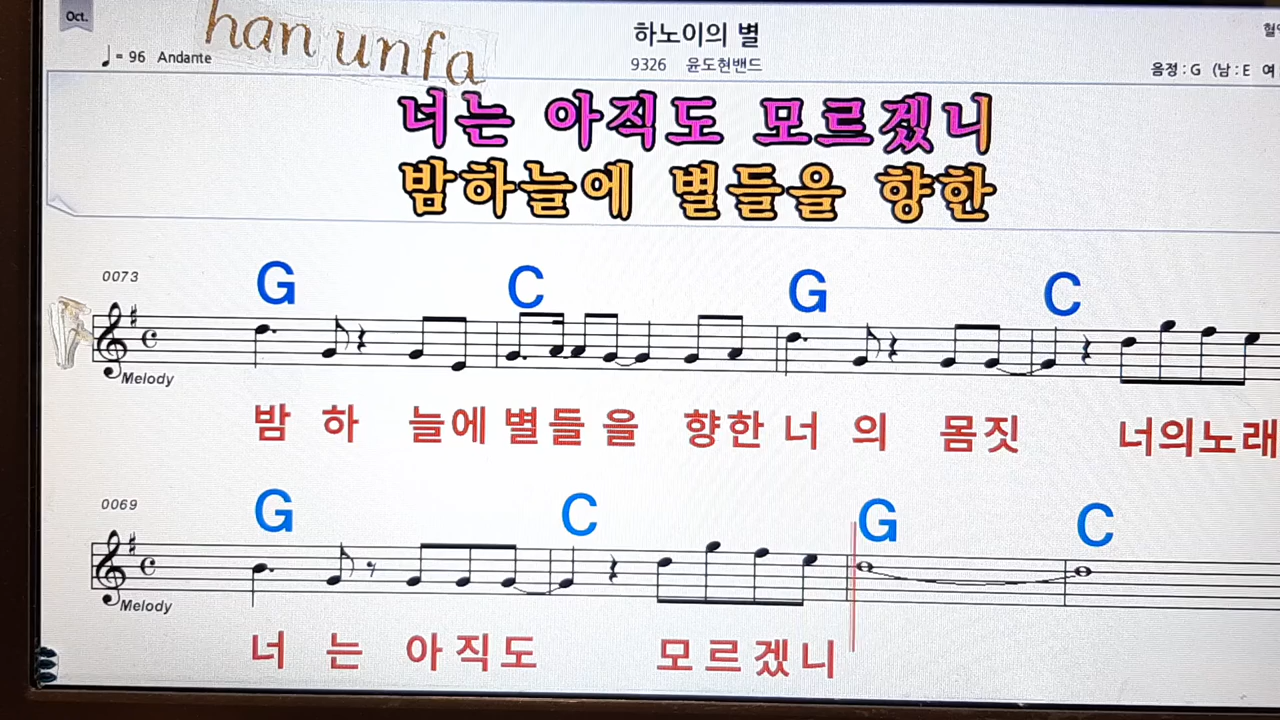 Oct.
han unfa
하노이의 별
♩= 96 Andante
9326 윤도현밴드
음정 : G (남 : E 여
너는 아직도 모르겠니
밤하늘에 별들을 향한
0073
G C G C
Melody
밤 하 늘에 별들 을 향한 너 의 몸짓 너의노래
0069
G C G C
Melody
너 는 아직도 모르겠니